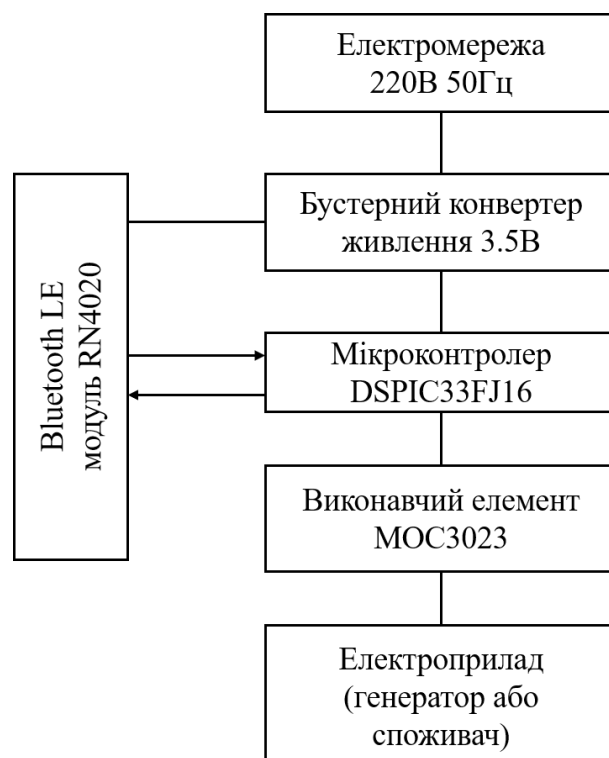 Електромережа
220В 50Гц
Бустерний конвертер
живлення 3.5В
Bluetooth LE
модуль RN4020
Мікроконтролер
DSPIC33FJ16
Виконавчий елемент
MOC3023
Електроприлад
(генератор або
споживач)